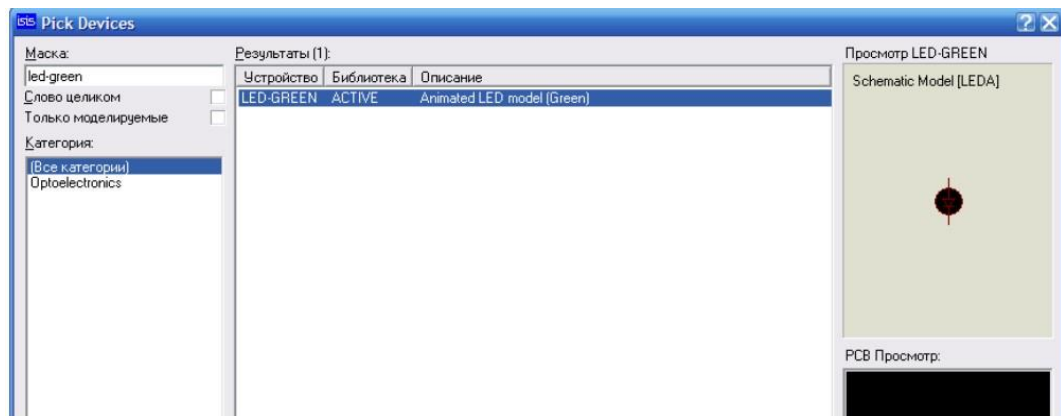 isis Pick Devices
Маска:
led-green
Слово целиком
Только моделируемые
Категория:
(Все категории)
Optoelectronics
Результаты (1):
Устройство Библиотека Описание
LED-GREEN ACTIVE Animated LED model (Green)
Просмотр LED-GREEN
Schematic Model [LEDA]
PCB Просмотр: